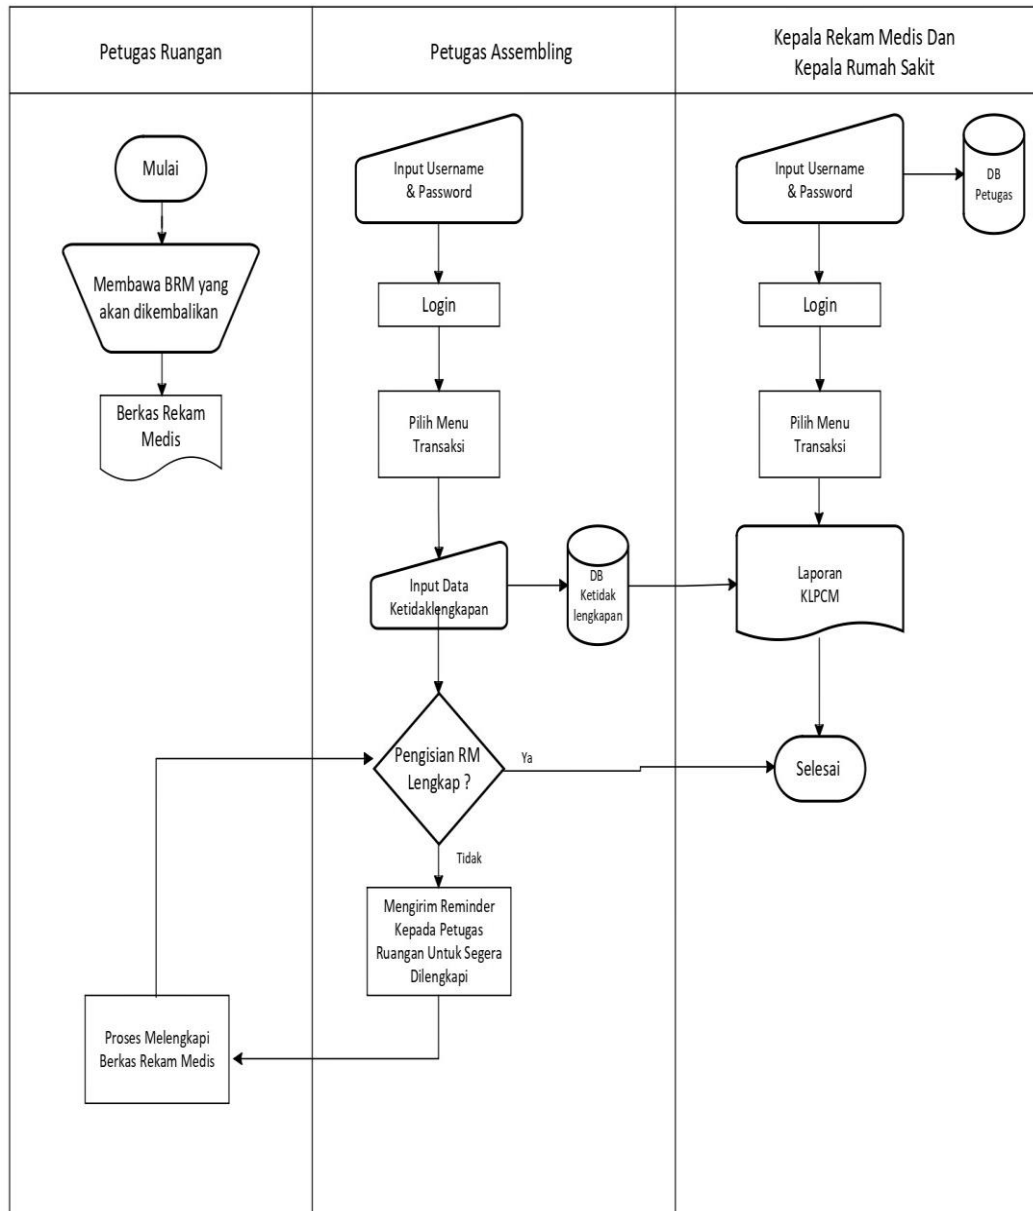 Petugas Ruangan
Petugas Assembling
Kepala Rekam Medis Dan
Kepala Rumah Sakit
Mulai
Membawa BRM yang
akan dikembalikan
Berkas Rekam
Medis
Proses Melengkapi
Berkas Rekam Medis
Input Username
& Password
Login
Pilih Menu
Transaksi
Input Data
Ketidaklengkapan
DB
Ketidak
lengkapan
Pengisian RM
Lengkap ?
Ya
Tidak
Mengirim Reminder
Kepada Petugas
Ruangan Untuk Segera
Dilengkapi
Input Username
& Password
DB
Petugas
Login
Pilih Menu
Transaksi
Laporan
KLPCM
Selesai